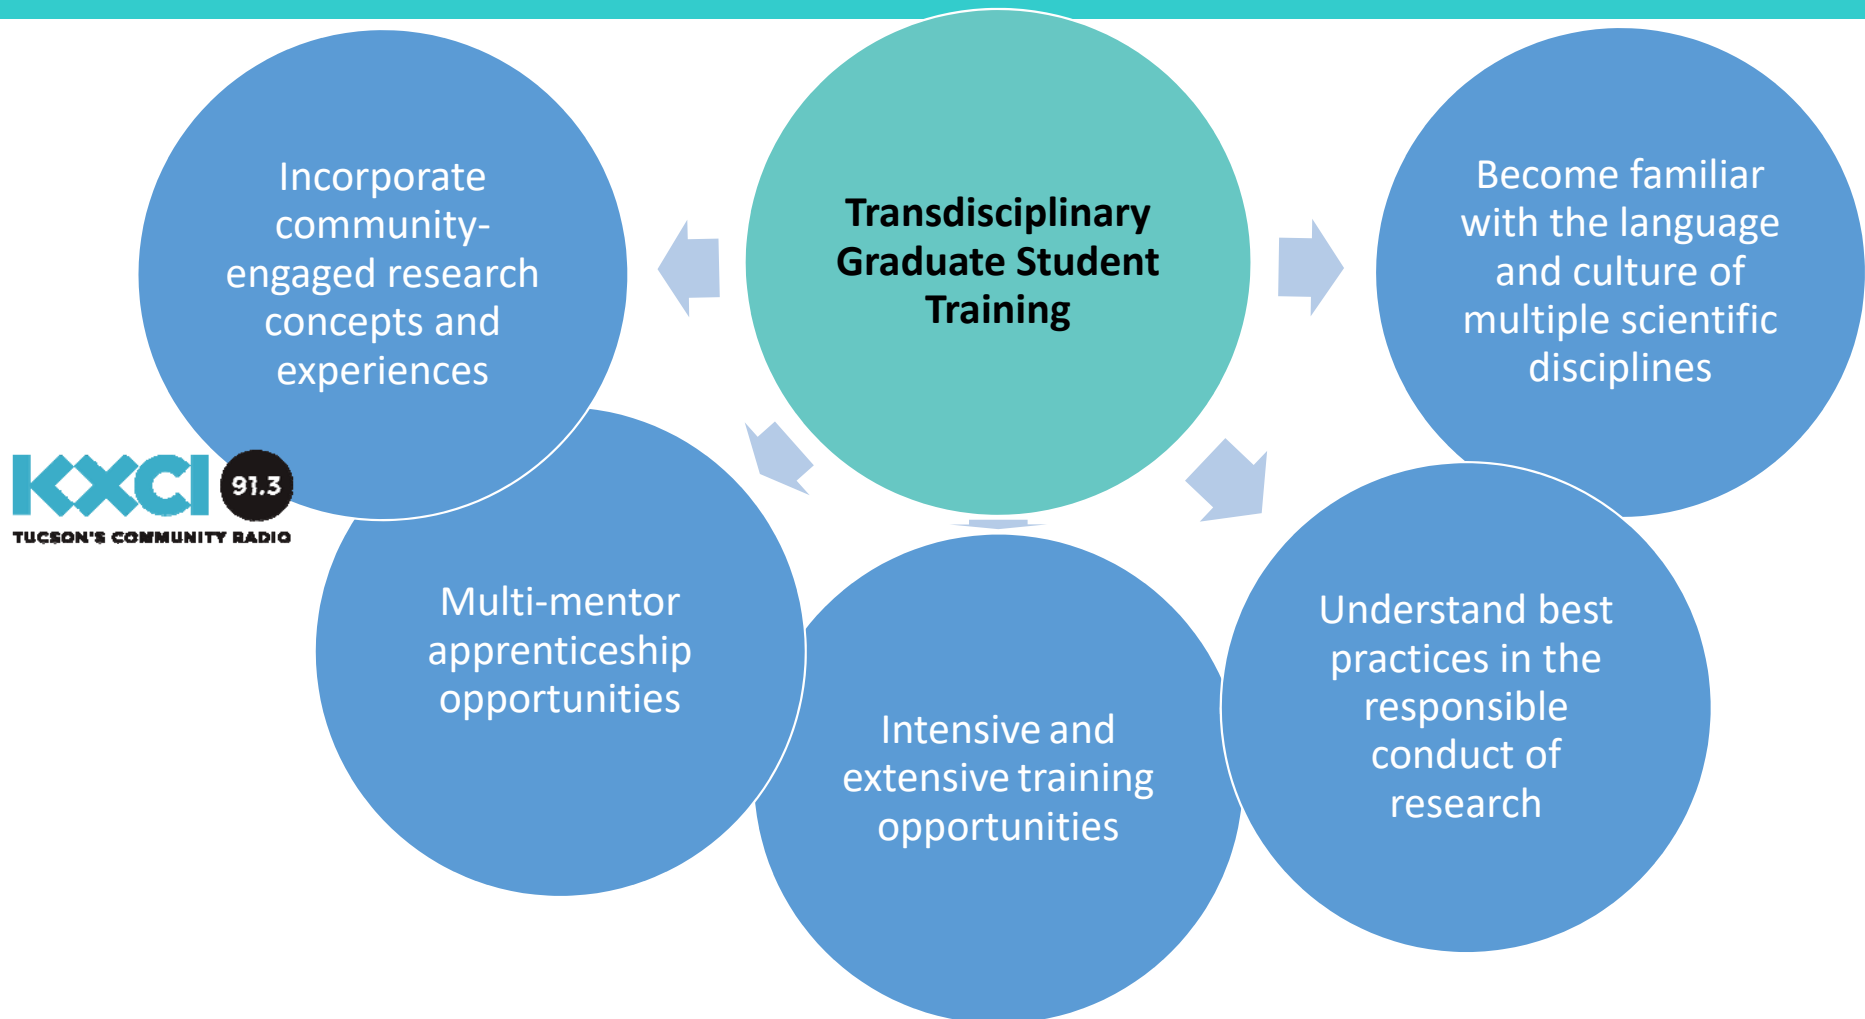 Transdisciplinary
Graduate Student
Training
Incorporate
community-
engaged research
concepts and
experiences
Become familiar
with the language
and culture of
multiple scientific
disciplines
KXCI 91.3
TUCSON'S COMMUNITY RADIO
Multi-mentor
apprenticeship
opportunities
Intensive and
extensive training
opportunities
Understand best
practices in the
responsible
conduct of
research